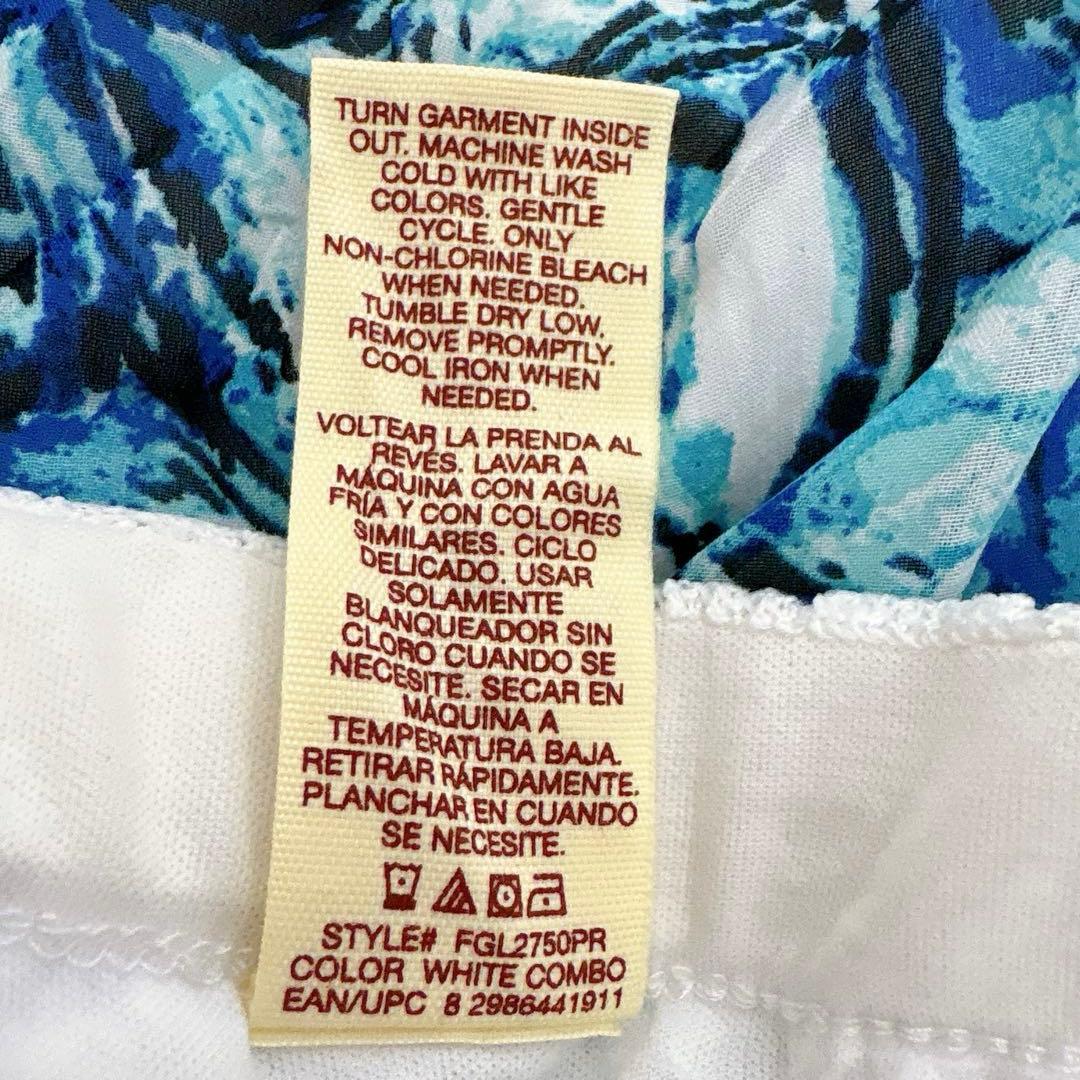 TURN GARMENT INSIDE
OUT. MACHINE WASH
COLD WITH LIKE
COLORS. GENTLE
CYCLE. ONLY
NON-CHLORINE BLEACH
WHEN NEEDED.
TUMBLE DRY LOW.
REMOVE PROMPTLY.
COOL IRON WHEN
NEEDED.
VOLTEAR LA PRENDA AL
REVÉS. LAVAR A
MÁQUINA CON AGUA
FRÍA Y CON COLORES
SIMILARES. CICLO
DELICADO. USAR
SOLAMENTE
BLANQUEADOR SIN
CLORO CUANDO SE
NECESITE. SECAR EN
MÁQUINA A
TEMPERATURA BAJA.
RETIRAR RÁPIDAMENTE.
PLANCHAR EN CUANDO
SE NECESITE.
STYLE# FGL2750PR
COLOR WHITE COMBO
EAN/UPC 8 2986441911